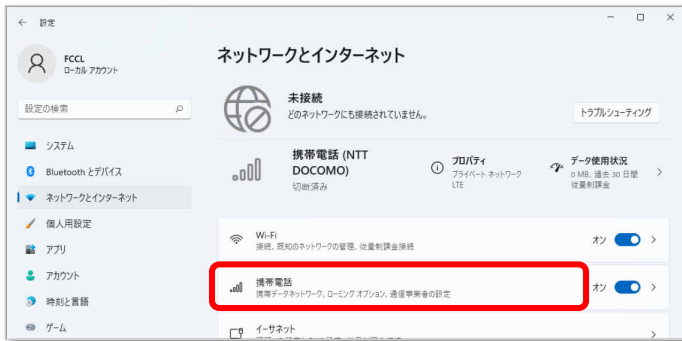 ← 設定
FCCL
ローカル アカウント
設定の検索
システム
Bluetooth とデバイス
ネットワークとインターネット
個人用設定
アプリ
アカウント
時刻と言語
ゲーム
ネットワークとインターネット
未接続
どのネットワークにも接続されていません。
トラブルシューティング
携帯電話 (NTT
DOCOMO)
切断済み
プロパティ
プライベート ネットワーク
LTE
データ使用状況
0 MB、過去 30 日間
従量制課金
Wi-Fi
接続、既知のネットワークの管理、従量制課金接続
オン
携帯電話
携帯データネットワーク、ローミング オプション、通信事業者の設定
オン
イーサネット